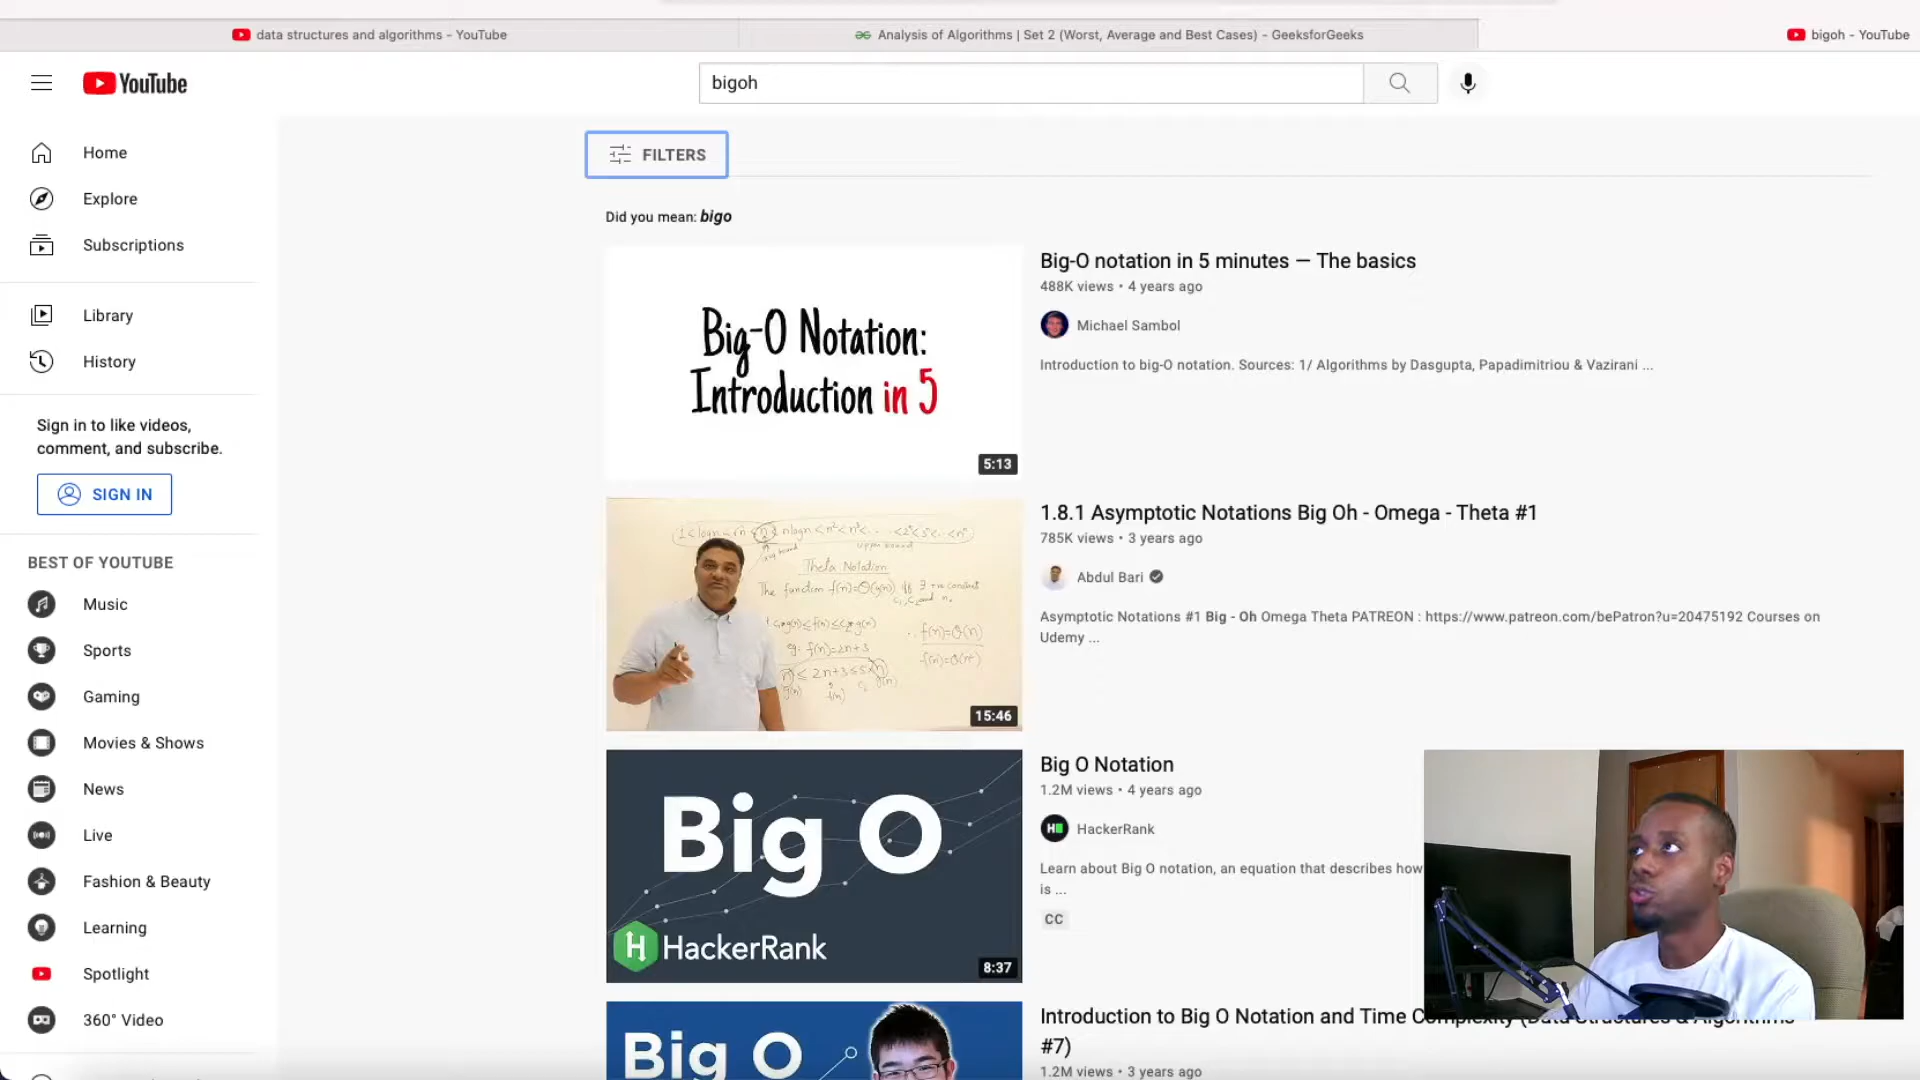 data structures and algorithms - YouTube
Analysis of Algorithms | Set 2 (Worst, Average and Best Cases) - GeeksforGeeks
bigoh - YouTube
YouTube
bigoh
Home
Explore
Subscriptions
Library
History
Sign in to like videos,
comment, and subscribe.
SIGN IN
BEST OF YOUTUBE
Music
Sports
Gaming
Movies & Shows
News
Live
Fashion & Beauty
Learning
Spotlight
360° Video
FILTERS
Did you mean: bigo
Big-O Notation:
Introduction in 5
5:13
Big-O notation in 5 minutes — The basics
488K views • 4 years ago
Michael Sambol
Introduction to big-O notation. Sources: 1/ Algorithms by Dasgupta, Papadimitriou & Vazirani ...
Theta Notation
15:46
1.8.1 Asymptotic Notations Big Oh - Omega - Theta #1
785K views • 3 years ago
Abdul Bari
Asymptotic Notations #1 Big - Oh Omega Theta PATREON : https://www.patreon.com/bePatron?u=20475192 Courses on
Udemy ...
Big O
HackerRank
8:37
Big O Notation
1.2M views • 4 years ago
HackerRank
Learn about Big O notation, an equation that describes how
is ...
CC
Big O
Introduction to Big O Notation and Time Complexity (Data Structures & Algorithms
#7)
1.2M views • 3 years ago